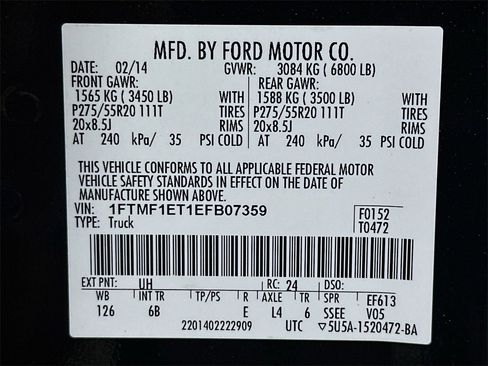 MFD. BY FORD MOTOR CO.
DATE: 02/14 GVWR: 3084 KG ( 6800 LB)
FRONT GAWR: REAR GAWR:
1565 KG ( 3450 LB) WITH 1588 KG ( 3500 LB) WITH
P275/55R20 111T TIRES P275/55R20 111T TIRES
20x8.5J RIMS 20x8.5J RIMS
AT 240 kPa/ 35 PSI COLD AT 240 kPa/ 35 PSI COLD
THIS VEHICLE CONFORMS TO ALL APPLICABLE FEDERAL MOTOR
VEHICLE SAFETY STANDARDS IN EFFECT ON THE DATE OF
MANUFACTURE SHOWN ABOVE.
VIN: 1FTMF1ET1EFB07359 F0152
TYPE: Truck T0472
EXT PNT: UH RC: 24 DSO:
WB INT TR TP/PS R AXLE TR SPR EF613
126 6B E L4 6 SSEE V05
2201402222909 UTC ▽5U5A-1520472-BA